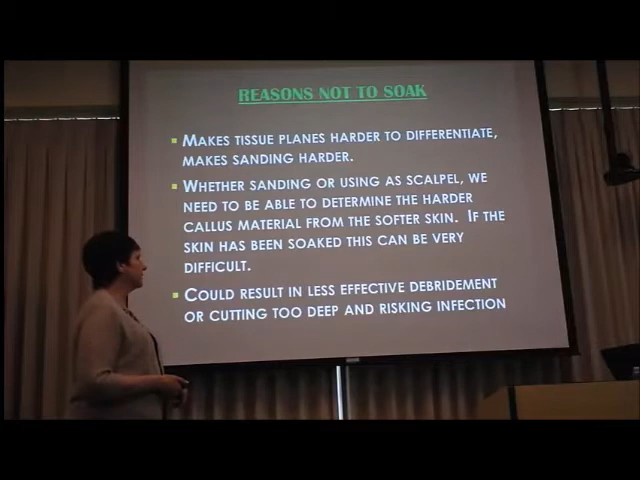 REASONS NOT TO SOAK
MAKES TISSUE PLANES HARDER TO DIFFERENTIATE,
MAKES SANDING HARDER.
WHETHER SANDING OR USING AS SCALPEL, WE
NEED TO BE ABLE TO DETERMINE THE HARDER
CALLUS MATERIAL FROM THE SOFTER SKIN. IF THE
SKIN HAS BEEN SOAKED THIS CAN BE VERY
DIFFICULT.
COULD RESULT IN LESS EFFECTIVE DEBRIDEMENT
OR CUTTING TOO DEEP AND RISKING INFECTION